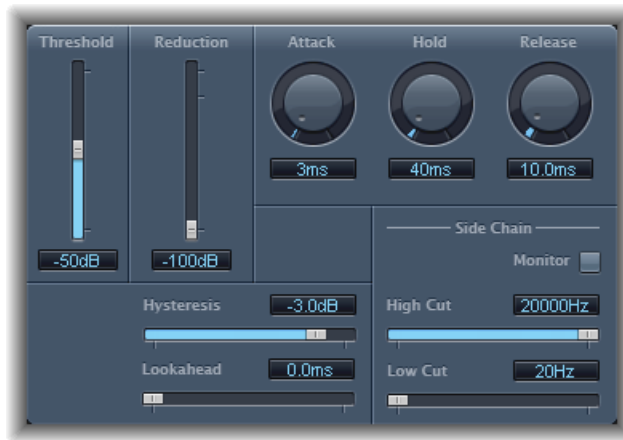 Threshold
Reduction
Attack
Hold
Release
3ms
40ms
10.0ms
-50dB
-100dB
Side Chain
Monitor
Hysteresis
-3.0dB
High Cut
20000Hz
Lookahead
0.0ms
Low Cut
20Hz